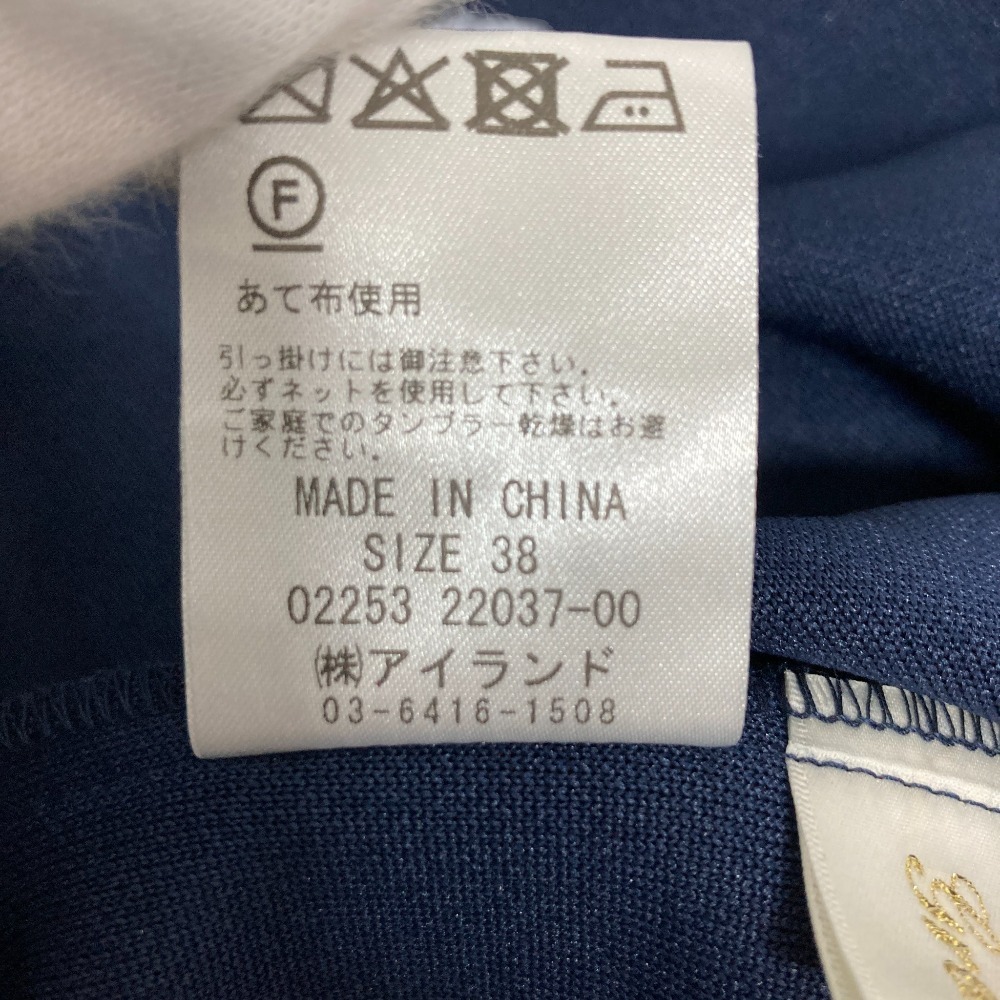 F
あて布使用
引っ掛けには御注意下さい.
必ずネットを使用して下さい.
ご家庭でのタンブラー乾燥はお避
けください.
MADE IN CHINA
SIZE 38
02253 22037-00
㈱アイランド
03-6416-1508